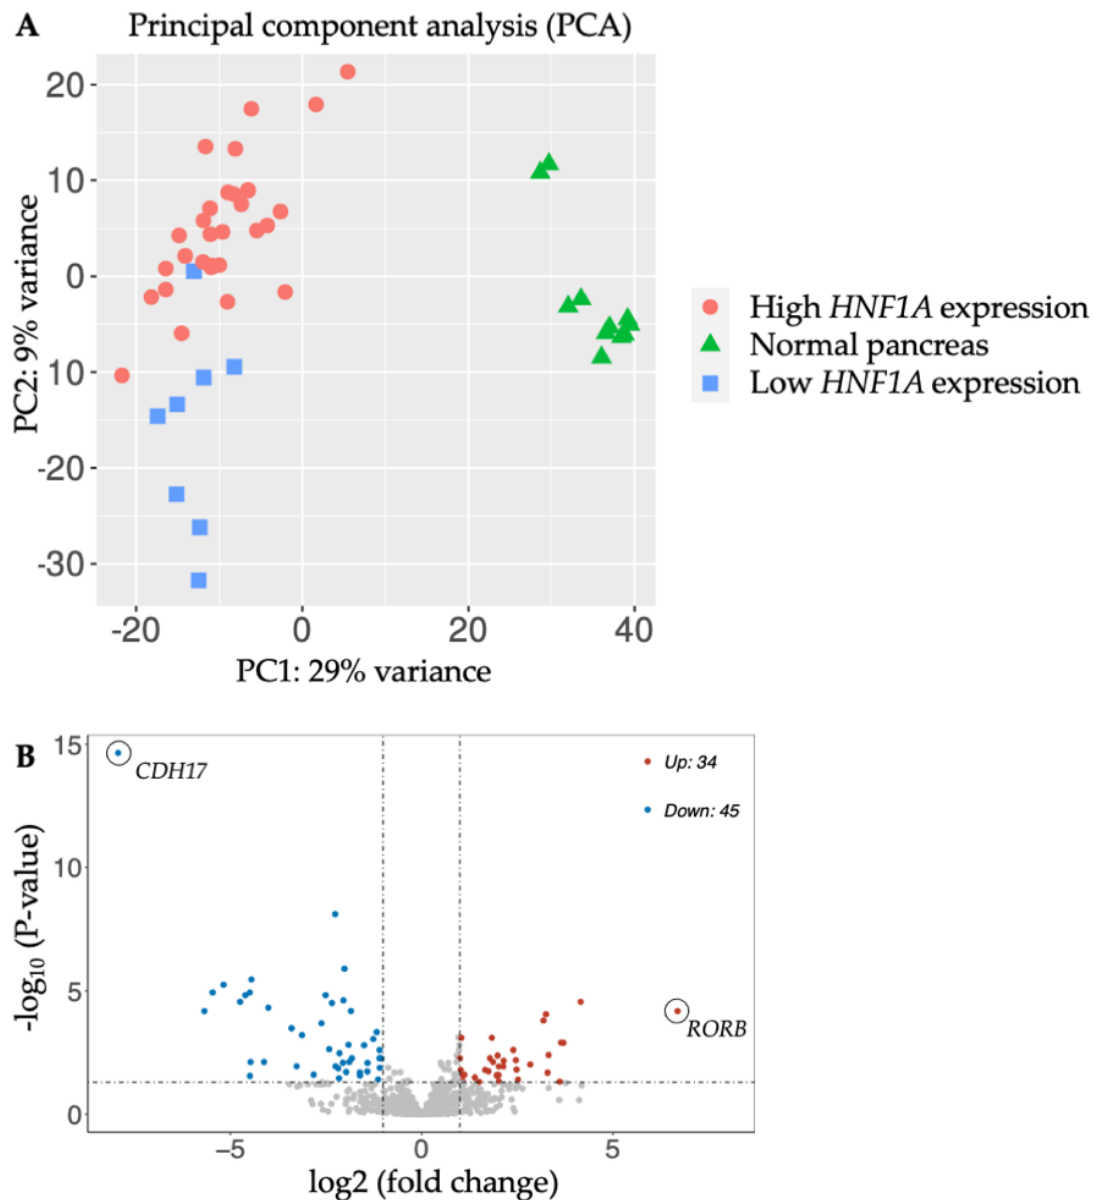 A
Principal component analysis (PCA)
20
10
0
10
-20
-30
PC2: 9% variance
-20 0 20 40
PC1: 29% variance
High HNF1A expression
Normal pancreas
Low HNF1A expression
B
15
10
5
0
-log10 (P-value)
CDH17
Up: 34
Down: 45
RORB
−5 0 5
log2 (fold change)